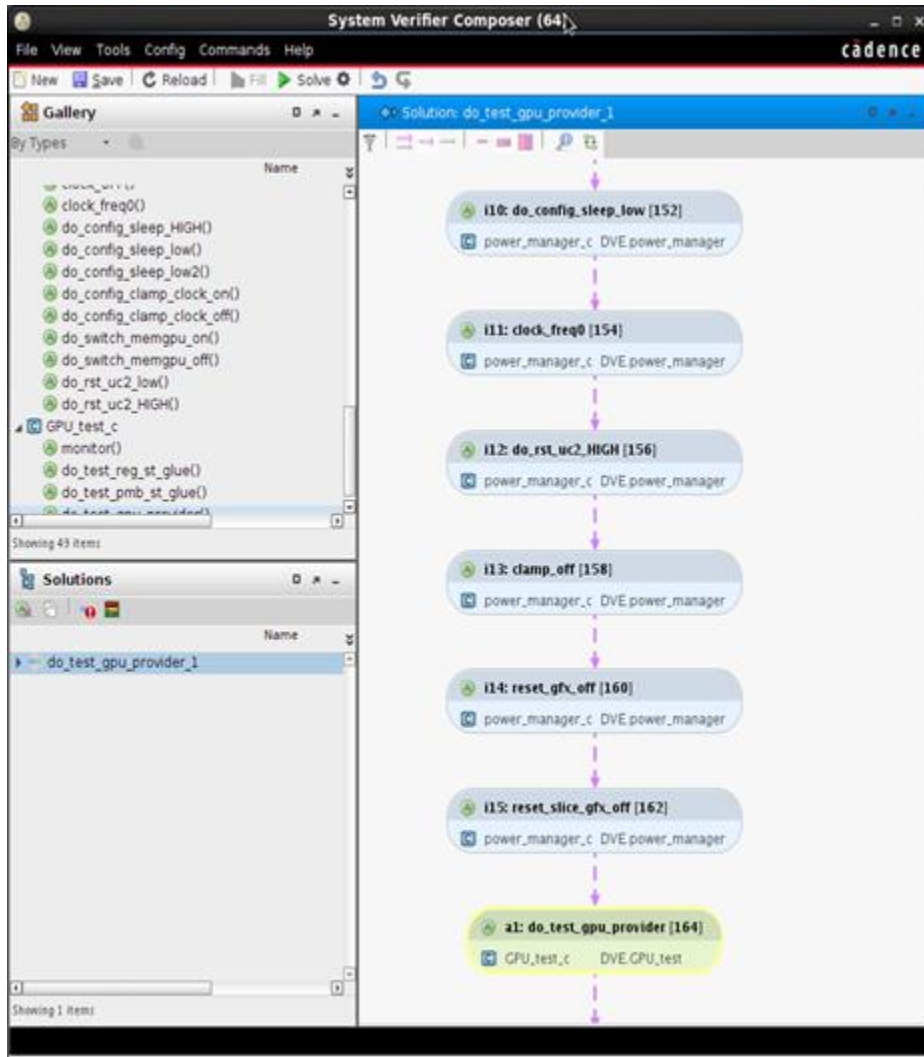 System Verifier Composer (64)
File View Tools Config Commands Help
cādence
New Save Reload Fill Solve
Gallery
By Types
Name
clock_freq0()
do_config_sleep_HIGH()
do_config_sleep_low()
do_config_sleep_low2()
do_config_clamp_clock_on()
do_config_clamp_clock_off()
do_switch_memgpu_on()
do_switch_memgpu_off()
do_rst_uc2_low()
do_rst_uc2_HIGH()
GPU_test_c
monitor()
do_test_reg_st_glue()
do_test_pmb_st_glue()
do_test_gpu_provider()
Showing 49 items
Solutions
Name
do_test_gpu_provider_1
Showing 1 items
Solution: do_test_gpu_provider_1
i10: do_config_sleep_low [152]
power_manager_c DVE.power_manager
i11: clock_freq0 [154]
power_manager_c DVE.power_manager
i12: do_rst_uc2_HIGH [156]
power_manager_c DVE.power_manager
i13: clamp_off [158]
power_manager_c DVE.power_manager
i14: reset_gfx_off [160]
power_manager_c DVE.power_manager
i15: reset_slice_gfx_off [162]
power_manager_c DVE.power_manager
a1: do_test_gpu_provider [164]
GPU_test_c DVE.GPU_test